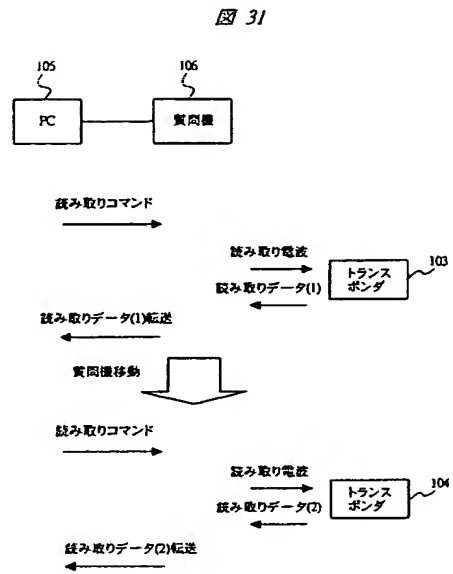 図 31
105
106
PC
質問機
読み取りコマンド
読み取り電波
読み取りデータ(1)
トランス
ポンダ
103
読み取りデータ(1)転送
質問機移動
読み取りコマンド
読み取り電波
読み取りデータ(2)
トランス
ポンダ
104
読み取りデータ(2)転送